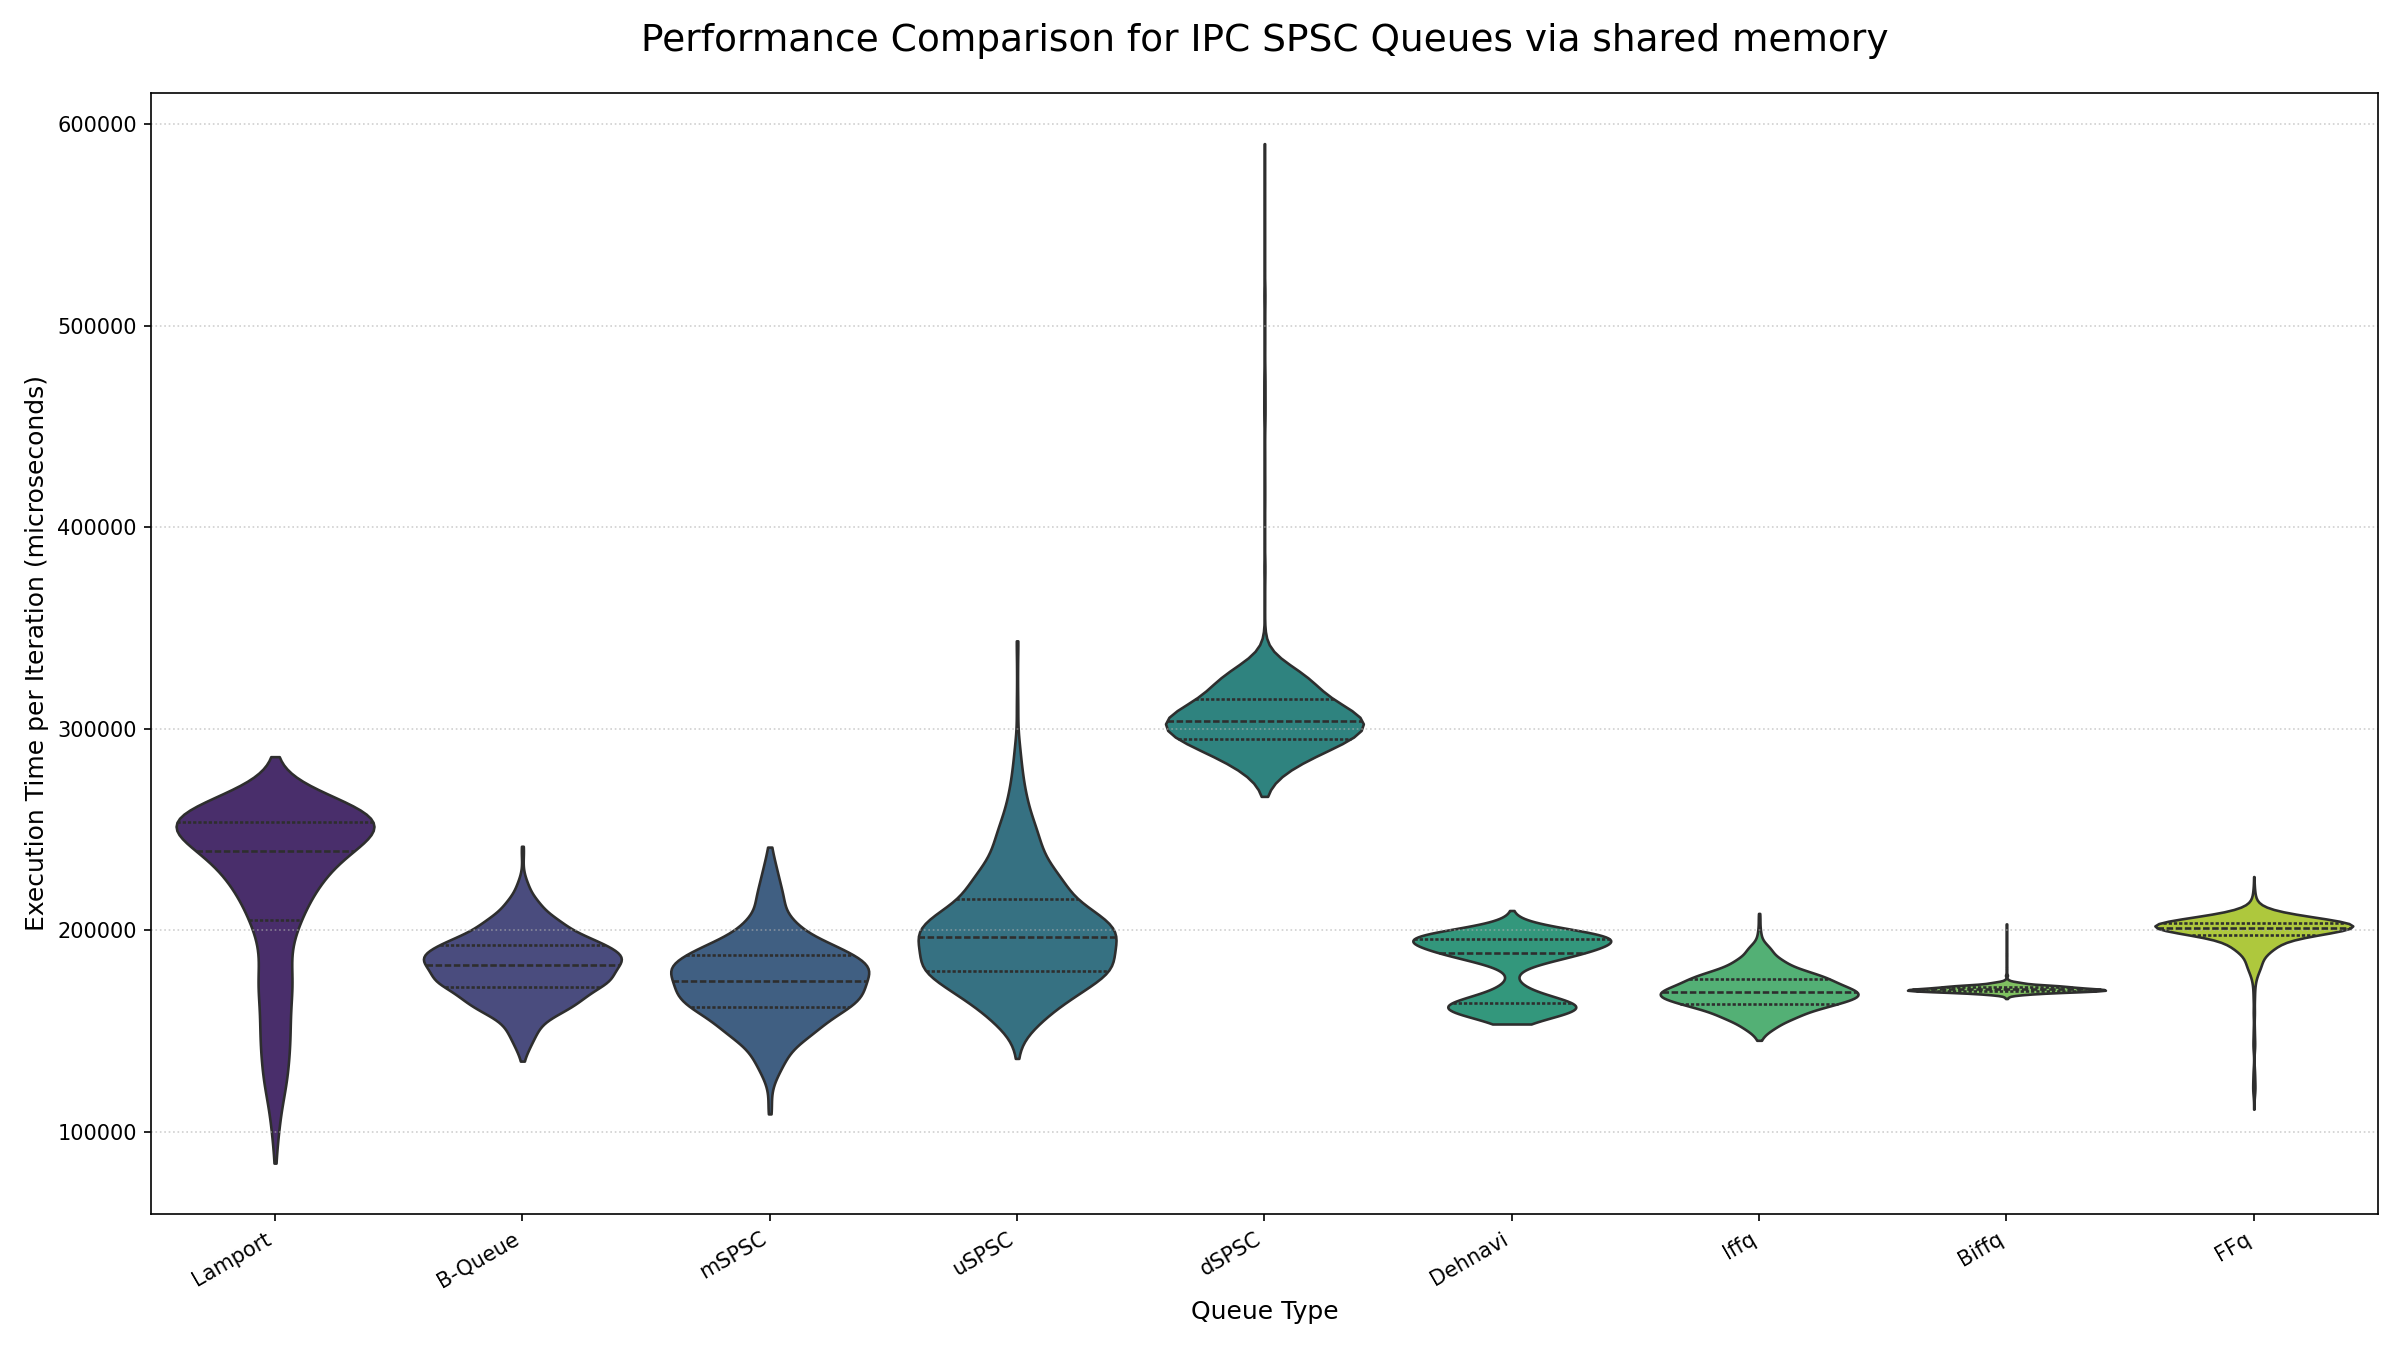 Performance Comparison for IPC SPSC Queues via shared memory
Execution Time per Iteration (microseconds)
600000
500000
400000
300000
200000
100000
Lamport
B-Queue
mSPSC
uSPSC
dSPSC
Dehnavi
Iffq
Biffq
FFq
Queue Type